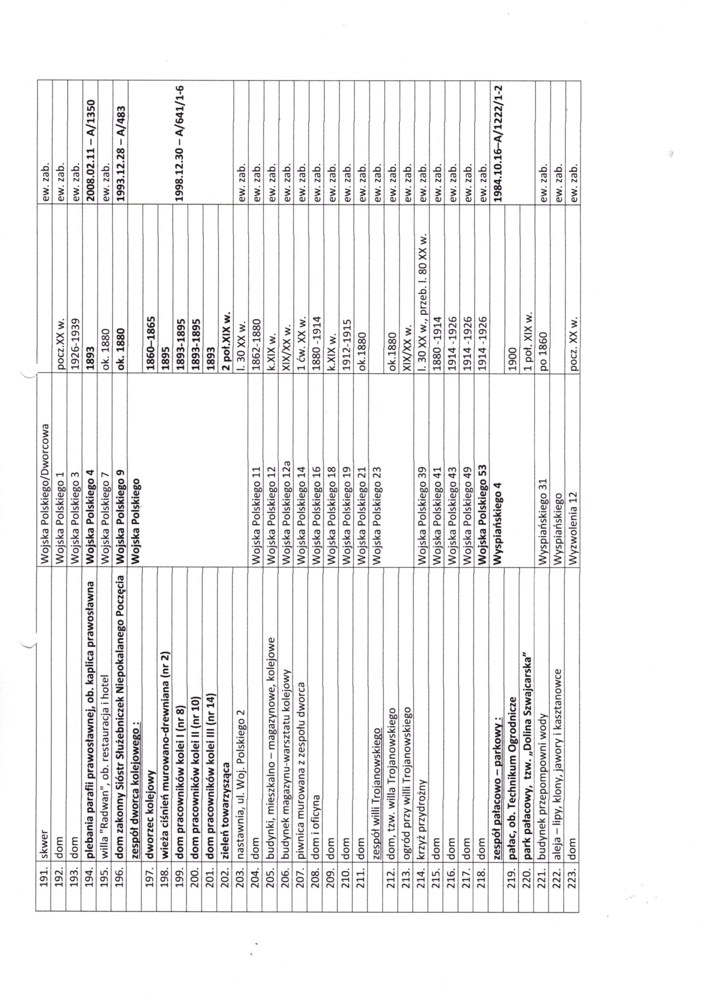 191. skwer Wojska Polskiego/Dworcowa ew. zab.
192. dom Wojska Polskiego 1 pocz.XX w. ew. zab.
193. dom Wojska Polskiego 3 1926-1939 ew. zab.
194. plebania parafii prawosławnej, ob. kaplica prawosławna Wojska Polskiego 4 1893 2008.02.11 – A/1350
195. willa "Radwan", ob. restauracja i hotel Wojska Polskiego 7 ok. 1880 ew. zab.
196. dom zakonny Sióstr Służebniczek Niepokalanego Poczęcia Wojska Polskiego 9 ok. 1880 1993.12.28 – A/483
zespół dworca kolejowego : Wojska Polskiego
197. dworzec kolejowy 1860–1865
198. wieża ciśnień murowano-drewniana (nr 2) 1895
199. dom pracowników kolei I (nr 8) 1893-1895 1998.12.30 – A/641/1-6
200. dom pracowników kolei II (nr 10) 1893-1895
201. dom pracowników kolei III (nr 14) 1893
202. zieleń towarzysząca 2 poł.XIX w.
203. nastawnia, ul. Woj. Polskiego 2 l. 30 XX w. ew. zab.
204. dom Wojska Polskiego 11 1862-1880 ew. zab.
205. budynki, mieszkalno – magazynowe, kolejowe Wojska Polskiego 12 k.XIX w. ew. zab.
206. budynek magazynu-warsztatu kolejowy Wojska Polskiego 12a XIX/XX w. ew. zab.
207. piwnica murowana z zespołu dworca Wojska Polskiego 14 1 ćw. XX w. ew. zab.
208. dom i oficyna Wojska Polskiego 16 1880 -1914 ew. zab.
209. dom Wojska Polskiego 18 k.XIX w. ew. zab.
210. dom Wojska Polskiego 19 1912-1915 ew. zab.
211. dom Wojska Polskiego 21 ok.1880 ew. zab.
zespół willi Trojanowskiego Wojska Polskiego 23 ew. zab.
212. dom, tzw. willa Trojanowskiego ok.1880 ew. zab.
213. ogród przy willi Trojanowskiego XIX/XX w. ew. zab.
214. krzyż przydrożny Wojska Polskiego 39 l. 30 XX w., przeb. l. 80 XX w. ew. zab.
215. dom Wojska Polskiego 41 1880 -1914 ew. zab.
216. dom Wojska Polskiego 43 1914 -1926 ew. zab.
217. dom Wojska Polskiego 49 1914 -1926 ew. zab.
218. dom Wojska Polskiego 53 1914 -1926 ew. zab.
zespół pałacowo – parkowy : Wyspiańskiego 4 1984.10.16–A/1222/1-2
219. pałac, ob. Technikum Ogrodnicze 1900
220. park pałacowy, tzw. „Dolina Szwajcarska” 1 poł. XIX w.
221. budynek przepompowni wody Wyspiańskiego 31 po 1860 ew. zab.
222. aleja – lipy, klony, jawory i kasztanowce Wyspiańskiego ew. zab.
223. dom Wyzwolenia 12 pocz. XX w. ew. zab.